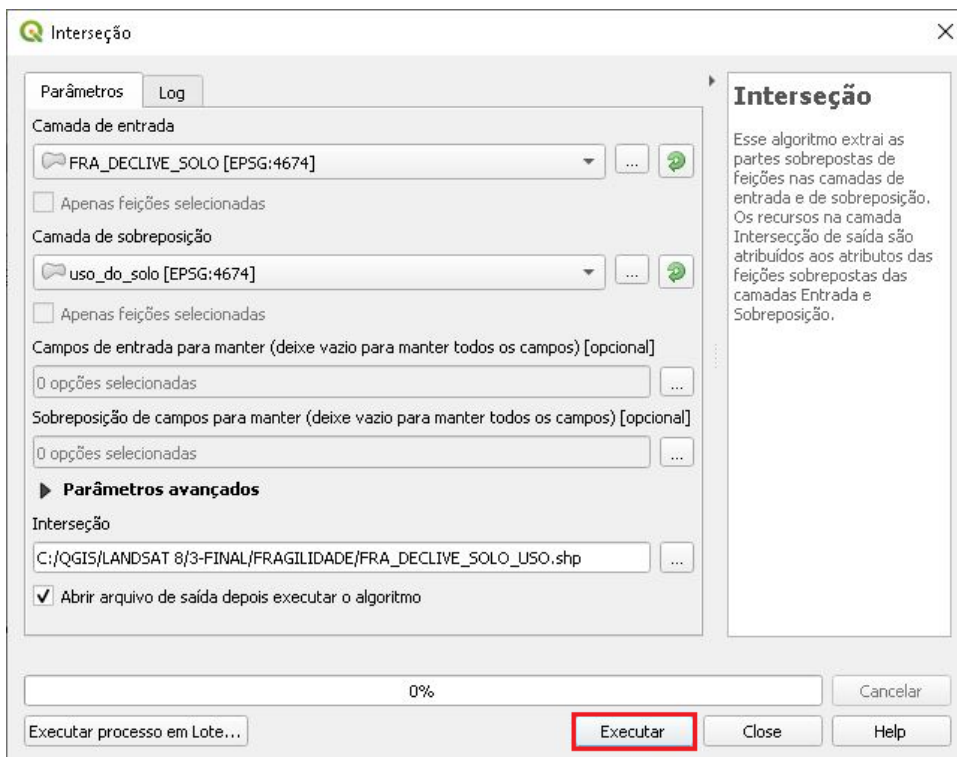 Interseção
Parâmetros
Log
Camada de entrada
FRA_DECLIVE_SOLO [EPSG:4674]
...
Apenas feições selecionadas
Camada de sobreposição
uso_do_solo [EPSG:4674]
...
Apenas feições selecionadas
Campos de entrada para manter (deixe vazio para manter todos os campos) [opcional]
0 opções selecionadas
...
Sobreposição de campos para manter (deixe vazio para manter todos os campos) [opcional]
0 opções selecionadas
...
Parâmetros avançados
Interseção
C:/QGIS/LANDSAT 8/3-FINAL/FRAGILIDADE/FRA_DECLIVE_SOLO_USO.shp
...
Abrir arquivo de saída depois executar o algoritmo
Interseção
Esse algoritmo extrai as
partes sobrepostas de
feições nas camadas de
entrada e de sobreposição.
Os recursos na camada
Intersecção de saída são
atribuídos aos atributos das
feições sobrepostas das
camadas Entrada e
Sobreposição.
0%
Cancelar
Executar processo em Lote...
Executar
Close
Help